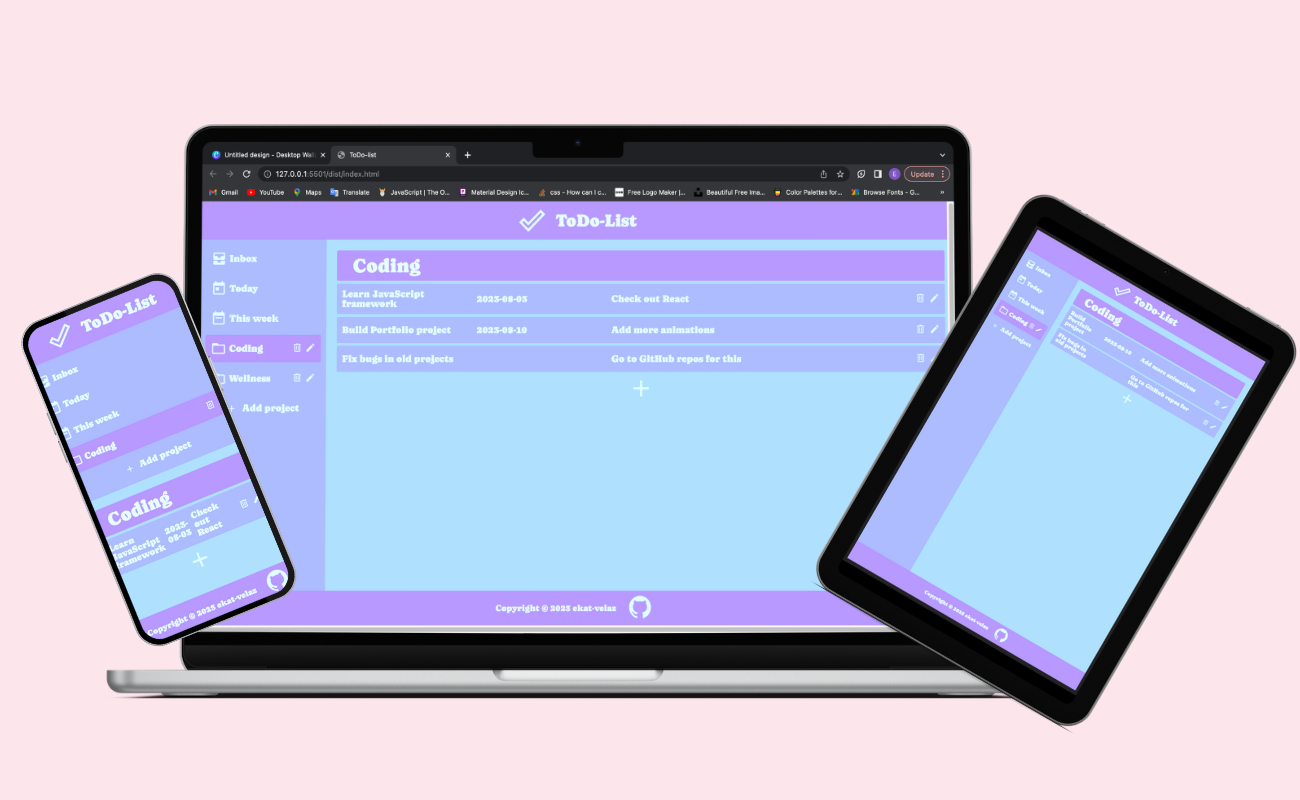 Untitled design - Desktop Wal
ToDo-list
127.0.0.1:5501/dist/index.html
Update
Gmail
YouTube
Maps
Translate
JavaScript | The O...
Material Design Ic...
css - How can I c...
Free Logo Maker |...
Beautiful Free Ima...
Color Palettes for...
Browse Fonts - G...
»
ToDo-List
Inbox
Today
This week
Coding
Wellness
+ Add project
Coding
Learn JavaScript
framework
2023-08-03
Check out React
Build Portfolio project
2023-08-10
Add more animations
Fix bugs in old projects
Go to GitHub repos for this
+
Copyright © 2023 ekat-velas
ToDo-List
Inbox
Today
This week
Coding
+ Add project
Coding
Learn
JavaScript
framework
2023-
08-03
Check
out
React
+
Copyright © 2023 ekat-velas
ToDo-List
Inbox
Today
This week
Coding
+ Add project
Coding
Build
Portfolio
project
2023-08-10
Add more animations
Fix bugs in
old projects
Go to GitHub repos for
this
+
Copyright © 2023 ekat-velas